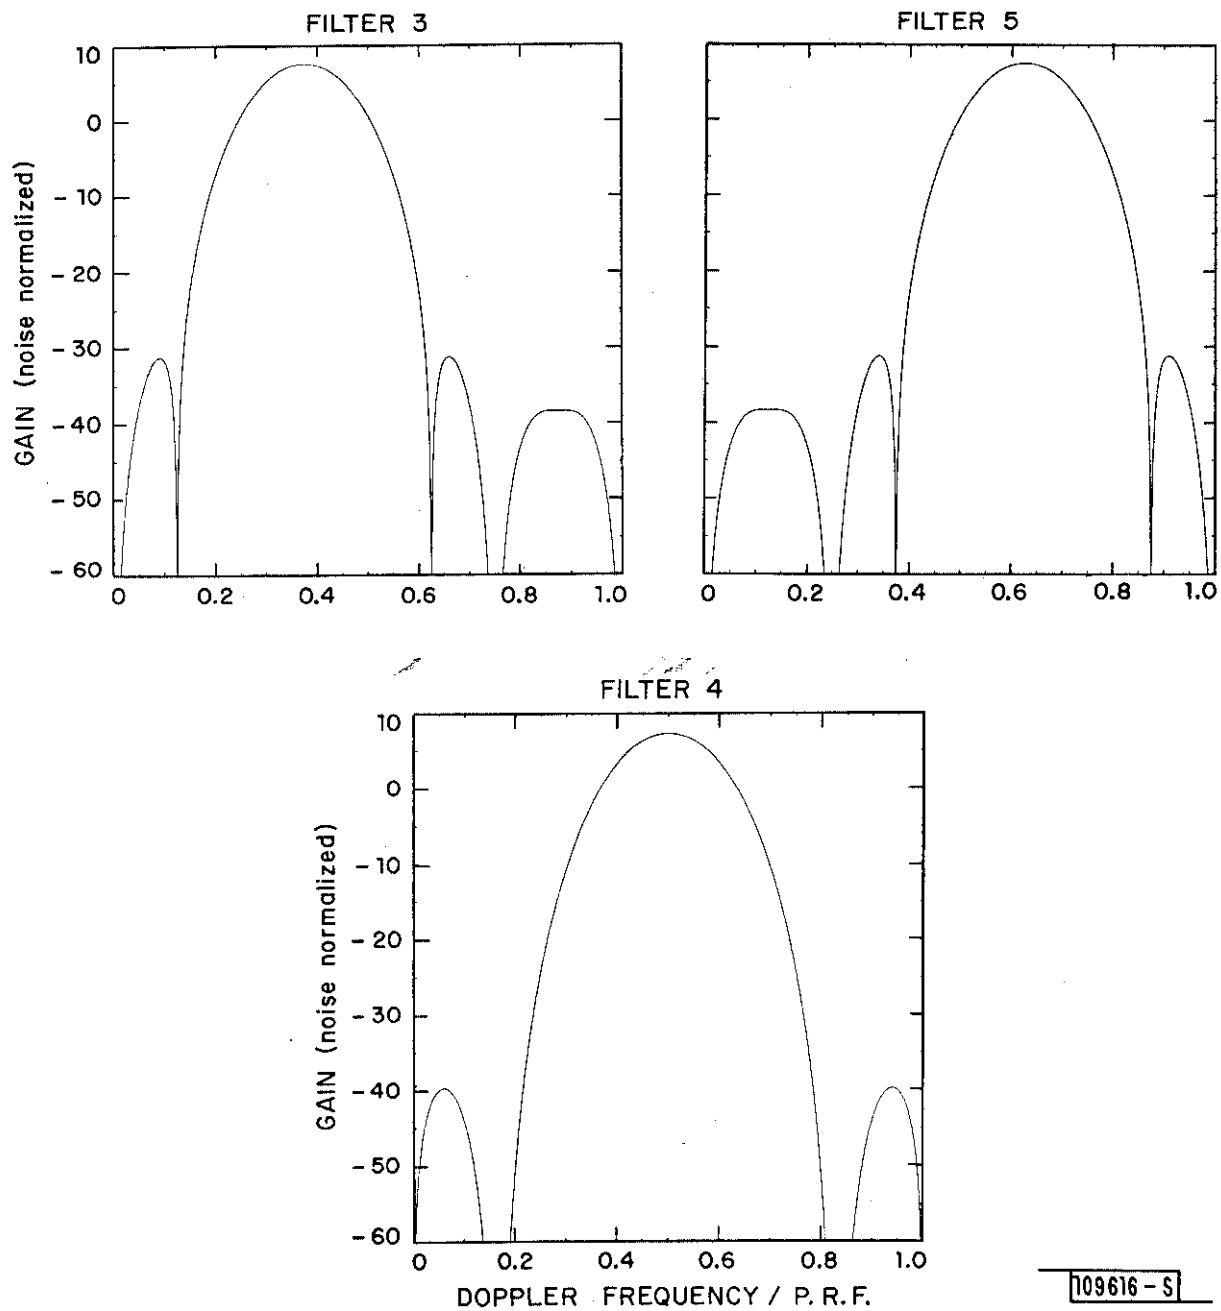 FILTER 3
FILTER 5
GAIN (noise normalized)
10
0
-10
-20
-30
-40
-50
-60
0 0.2 0.4 0.6 0.8 1.0
0 0.2 0.4 0.6 0.8 1.0
FILTER 4
GAIN (noise normalized)
10
0
-10
-20
-30
-40
-50
-60
0 0.2 0.4 0.6 0.8 1.0
DOPPLER FREQUENCY / P.R.F.
109616-S